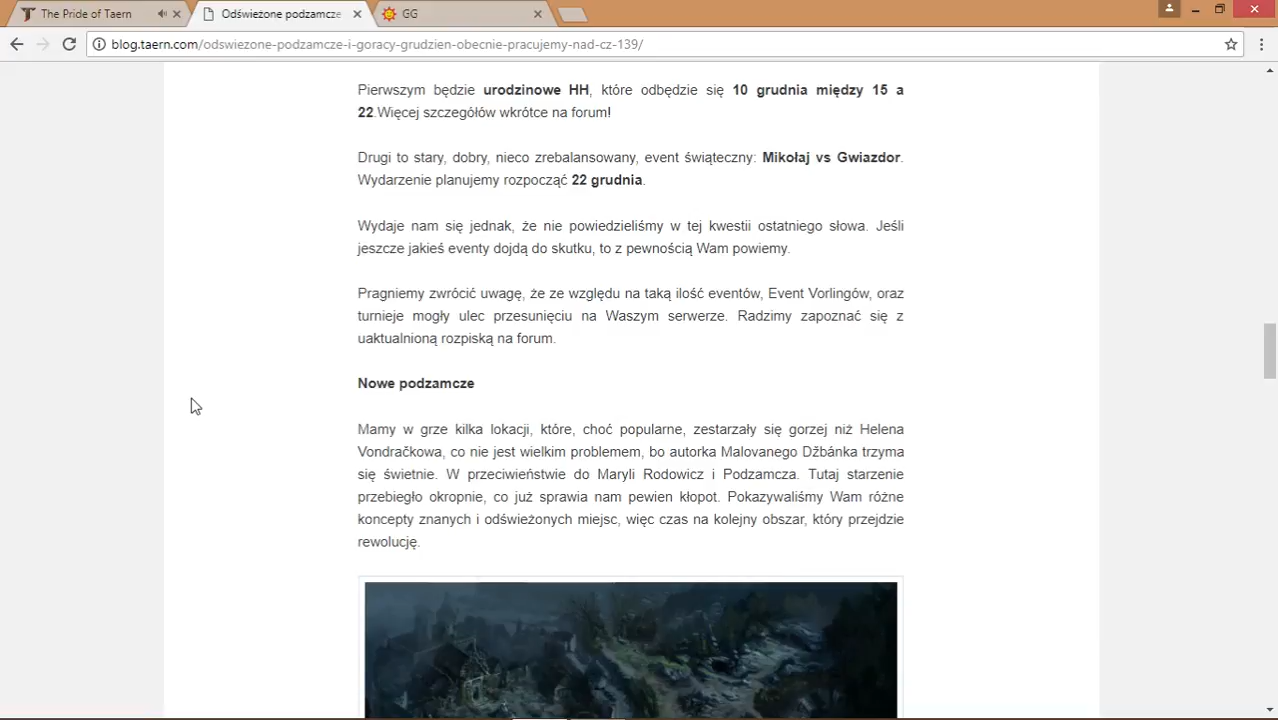 The Pride of Taern
Odświeżone podzamcze
GG
blog.taern.com/odswiezone-podzamcze-i-goracy-grudzien-obecnie-pracujemy-nad-cz-139/
Pierwszym będzie urodzinowe HH, które odbędzie się 10 grudnia między 15 a
22.Więcej szczegółów wkrótce na forum!
Drugi to stary, dobry, nieco zrebalansowany, event świąteczny: Mikołaj vs Gwiazdor.
Wydarzenie planujemy rozpocząć 22 grudnia.
Wydaje nam się jednak, że nie powiedzieliśmy w tej kwestii ostatniego słowa. Jeśli
jeszcze jakieś eventy dojdą do skutku, to z pewnością Wam powiemy.
Pragniemy zwrócić uwagę, że ze względu na taką ilość eventów, Event Vorlingów, oraz
turnieje mogły ulec przesunięciu na Waszym serwerze. Radzimy zapoznać się z
uaktualnioną rozpiską na forum.
Nowe podzamcze
Mamy w grze kilka lokacji, które, choć popularne, zestarzały się gorzej niż Helena
Vondračkowa, co nie jest wielkim problemem, bo autorka Malovanego Džbánka trzyma
się świetnie. W przeciwieństwie do Maryli Rodowicz i Podzamcza. Tutaj starzenie
przebiegło okropnie, co już sprawia nam pewien kłopot. Pokazywaliśmy Wam różne
koncepty znanych i odświeżonych miejsc, więc czas na kolejny obszar, który przejdzie
rewolucję.